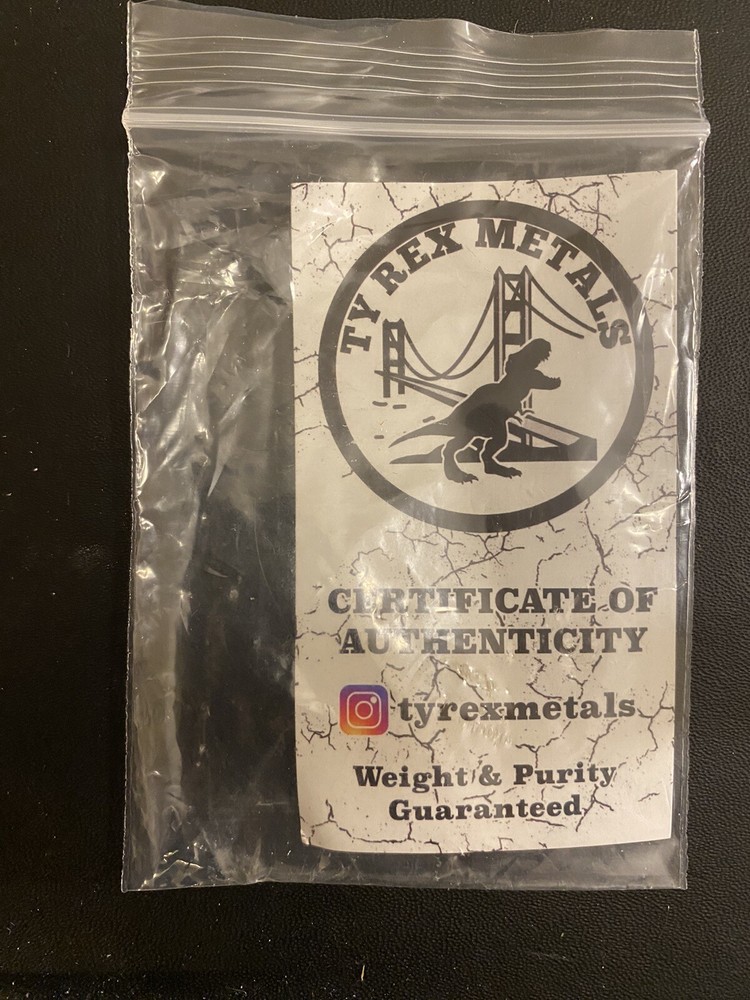 TY REX METALS
CERTIFICATE OF
AUTHENTICITY
tyrexmetals
Weight & Purity
Guaranteed